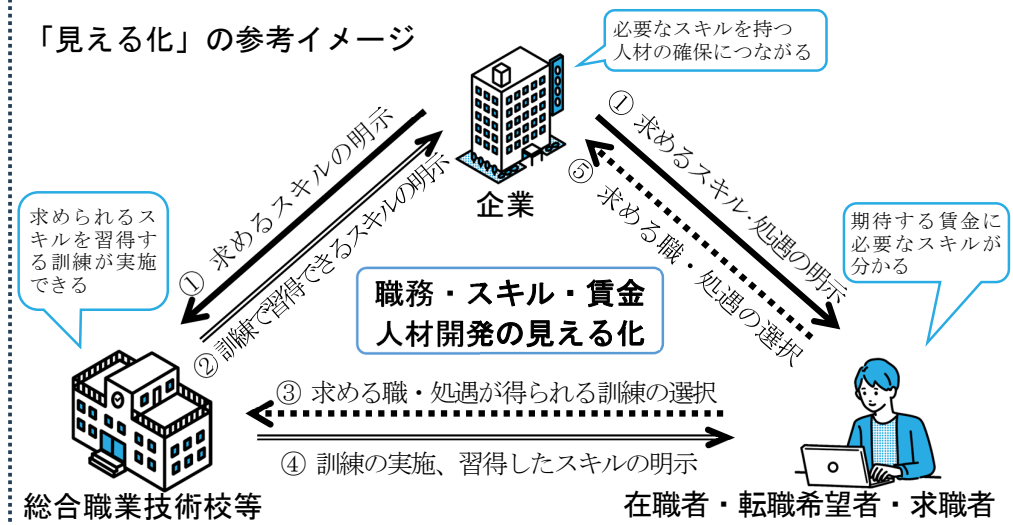 「見える化」の参考イメージ
必要なスキルを持つ
人材の確保につながる
企業
① 求めるスキルの明示
② 訓練で習得できるスキルの明示
① 求めるスキル・処遇の明示
⑤ 求める職・処遇の選択
求められるス
キルを習得す
る訓練が実施
できる
期待する賃金に
必要なスキルが
分かる
職務・スキル・賃金
人材開発の見える化
③ 求める職・処遇が得られる訓練の選択
④ 訓練の実施、習得したスキルの明示
総合職業技術校等
在職者・転職希望者・求職者